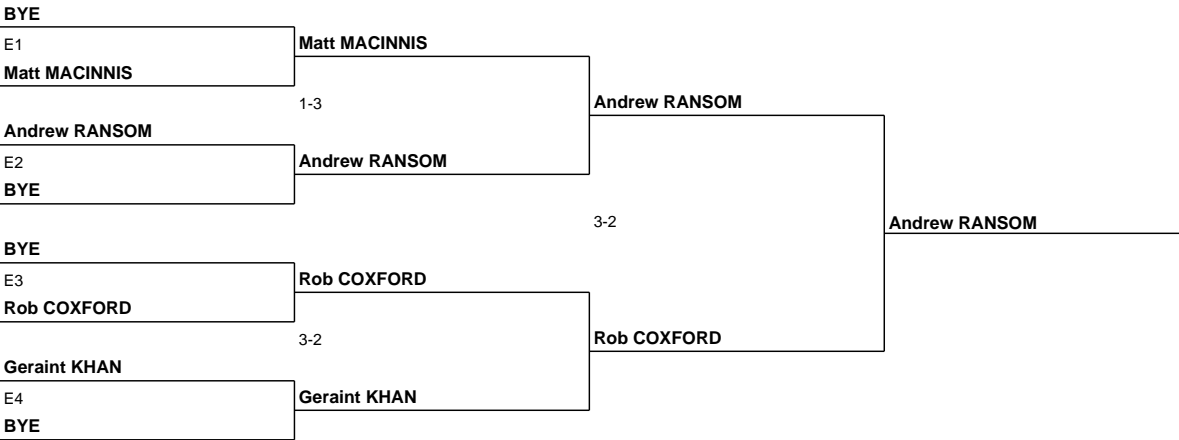 BYE
E1
Matt MACINNIS
Matt MACINNIS
1-3
Andrew RANSOM
Andrew RANSOM
E2
Andrew RANSOM
BYE
3-2
Andrew RANSOM
BYE
E3
Rob COXFORD
Rob COXFORD
3-2
Rob COXFORD
Geraint KHAN
E4
Geraint KHAN
BYE